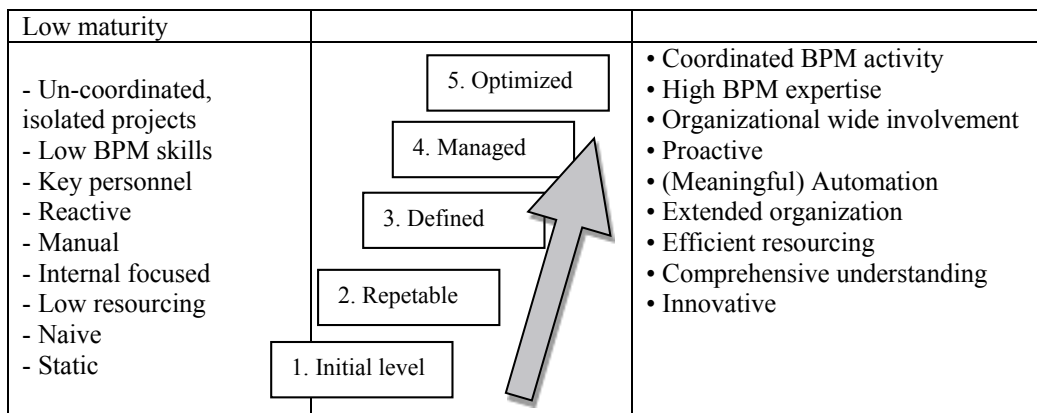 Low maturity
- Un-coordinated,
isolated projects
- Low BPM skills
- Key personnel
- Reactive
- Manual
- Internal focused
- Low resourcing
- Naive
- Static
5. Optimized
4. Managed
3. Defined
2. Repetable
1. Initial level
• Coordinated BPM activity
• High BPM expertise
• Organizational wide involvement
• Proactive
• (Meaningful) Automation
• Extended organization
• Efficient resourcing
• Comprehensive understanding
• Innovative